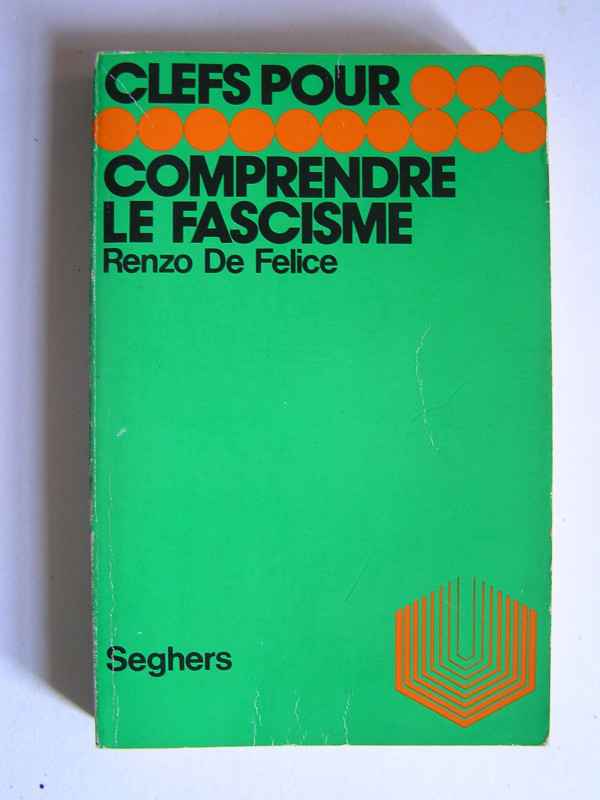 CLEFS POUR
COMPRENDRE
LE FASCISME
Renzo De Felice
Seghers